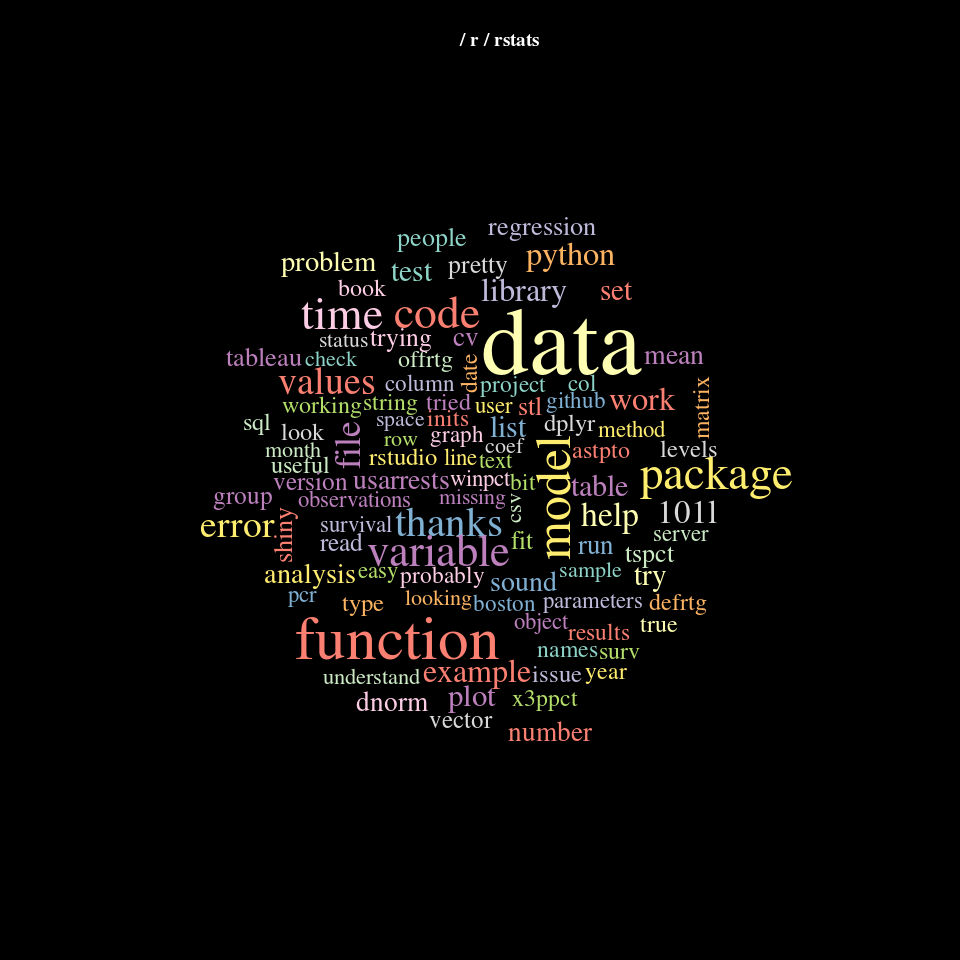 / r / rstats
people regression
problem test pretty python
book library set
time code
data
status trying cv
tableau check offrtg date mean
values column project col
working string tried user stl github work matrix
sql look space inits list dplyr method
month file row graph coef
useful rstudio line text model astpto levels
version usarrests winpct bit table package
group observations missing csv
error shiny survival thanks help 101l
read variable fit run server
tspct
analysis easy probably sound sample try
pcr type looking boston parameters defrtg
function object results true
names surv
understand example issue year
dnorm plot x3ppct
vector number